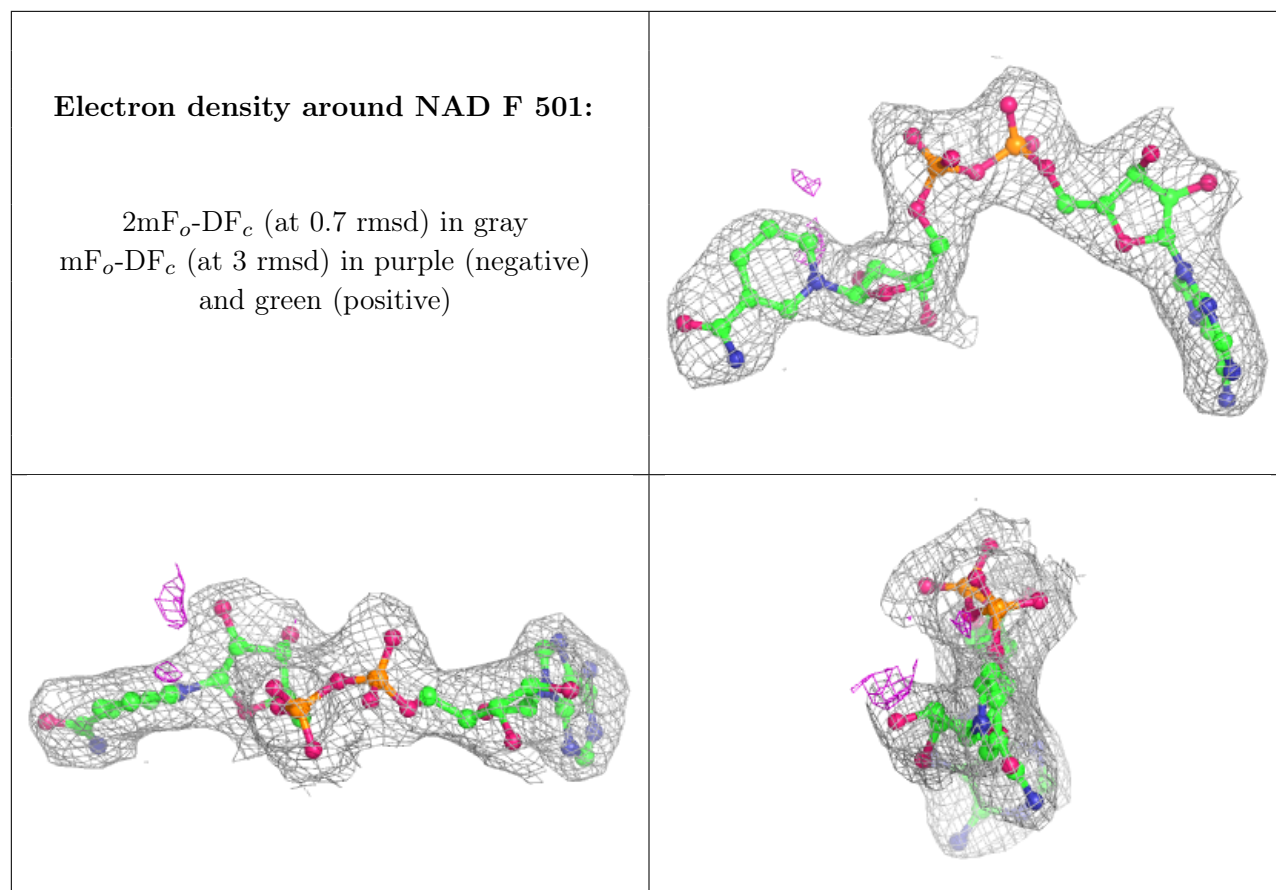 Electron density around NAD F 501:
2mFₒ-DF𝒸 (at 0.7 rmsd) in gray
mFₒ-DF𝒸 (at 3 rmsd) in purple (negative)
and green (positive)